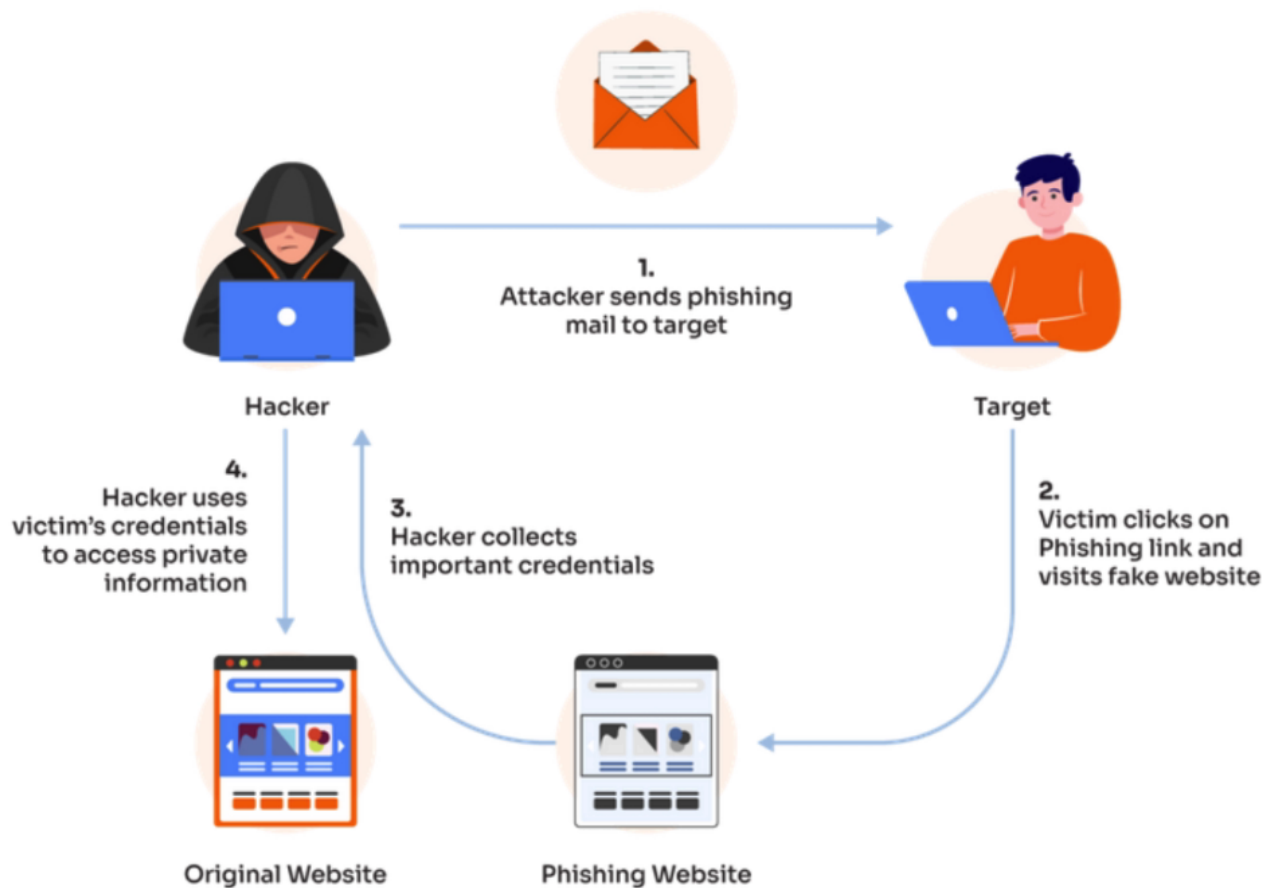 1.
Attacker sends phishing
mail to target
Hacker
Target
4.
Hacker uses
victim's credentials
to access private
information
3.
Hacker collects
important credentials
2.
Victim clicks on
Phishing link and
visits fake website
Original Website
Phishing Website